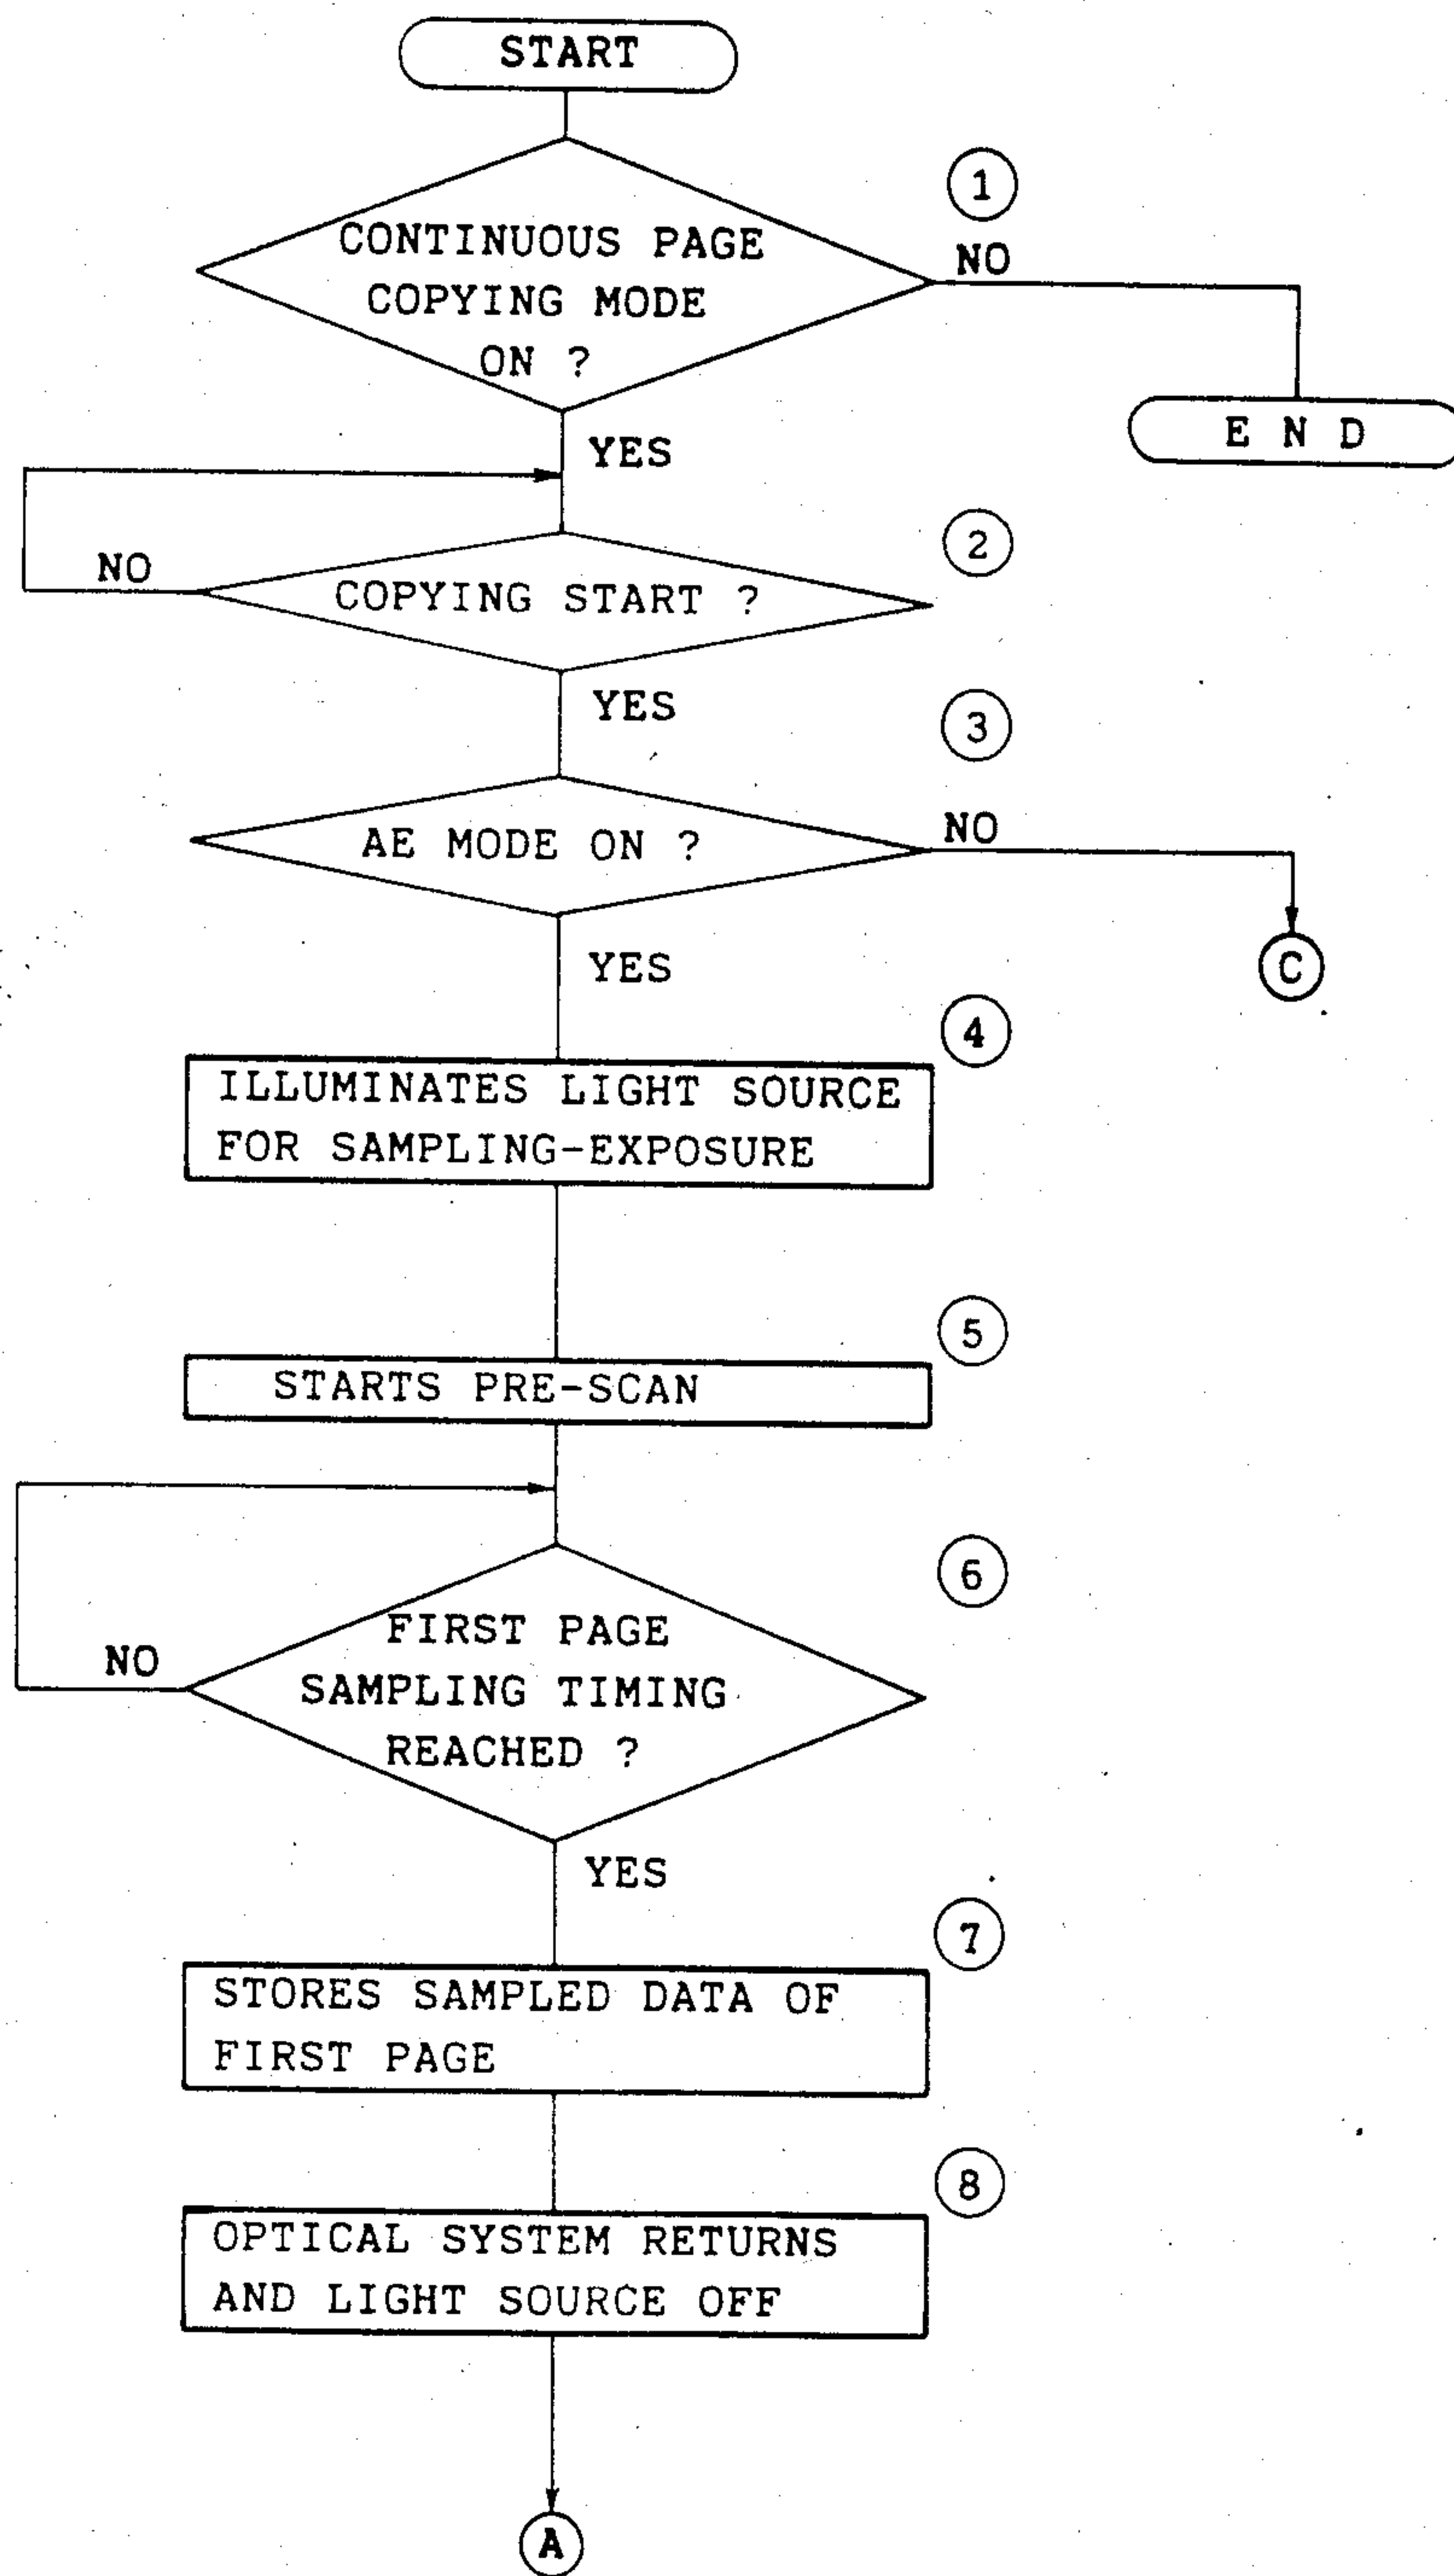 START
1
CONTINUOUS PAGE
COPYING MODE
ON ?
NO
E N D
YES
2
NO
COPYING START ?
YES
3
AE MODE ON ?
NO
YES
C
4
ILLUMINATES LIGHT SOURCE
FOR SAMPLING-EXPOSURE
5
STARTS PRE-SCAN
6
FIRST PAGE
NO
SAMPLING TIMING
REACHED ?
YES
7
STORES SAMPLED DATA OF
FIRST PAGE
8
OPTICAL SYSTEM RETURNS
AND LIGHT SOURCE OFF
A